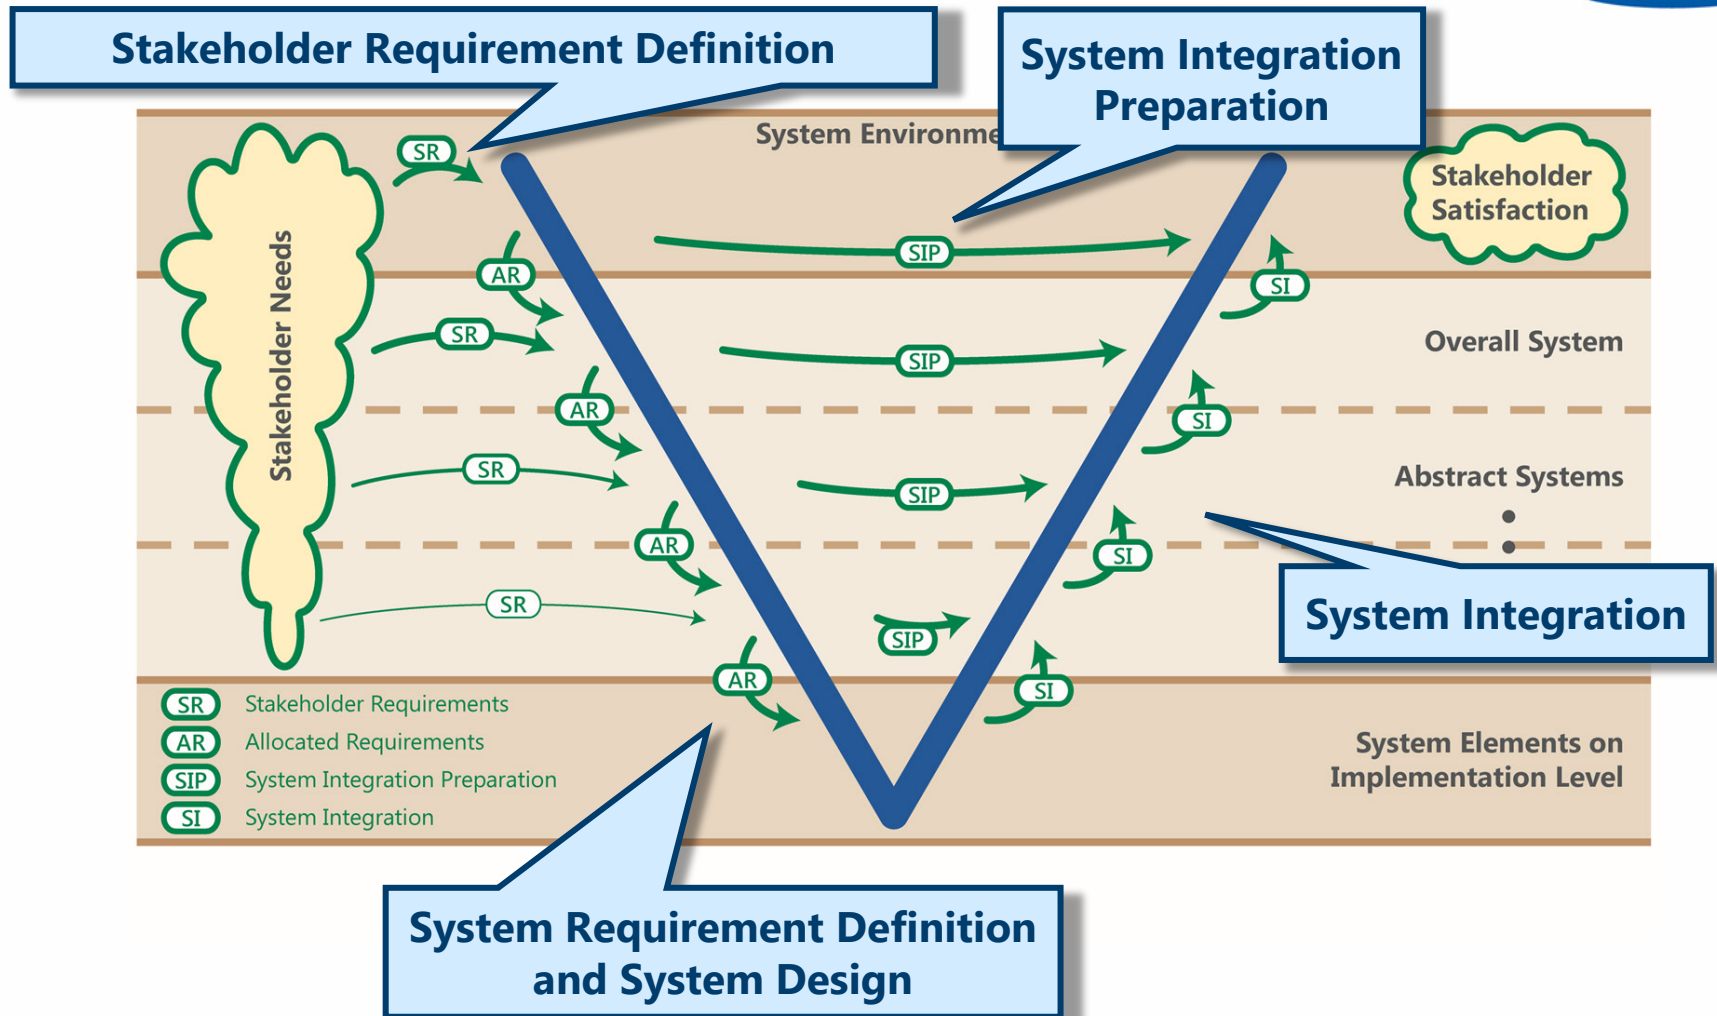 Stakeholder Requirement Definition
System Integration
Preparation
System Environme
SR
Stakeholder
Satisfaction
Stakeholder Needs
SIP
AR
SI
SR
Overall System
SIP
AR
SI
SR
Abstract Systems
SIP
AR
SI
SR
System Integration
SIP
AR
SI
SR Stakeholder Requirements
AR Allocated Requirements
SIP System Integration Preparation
SI System Integration
System Elements on
Implementation Level
System Requirement Definition
and System Design